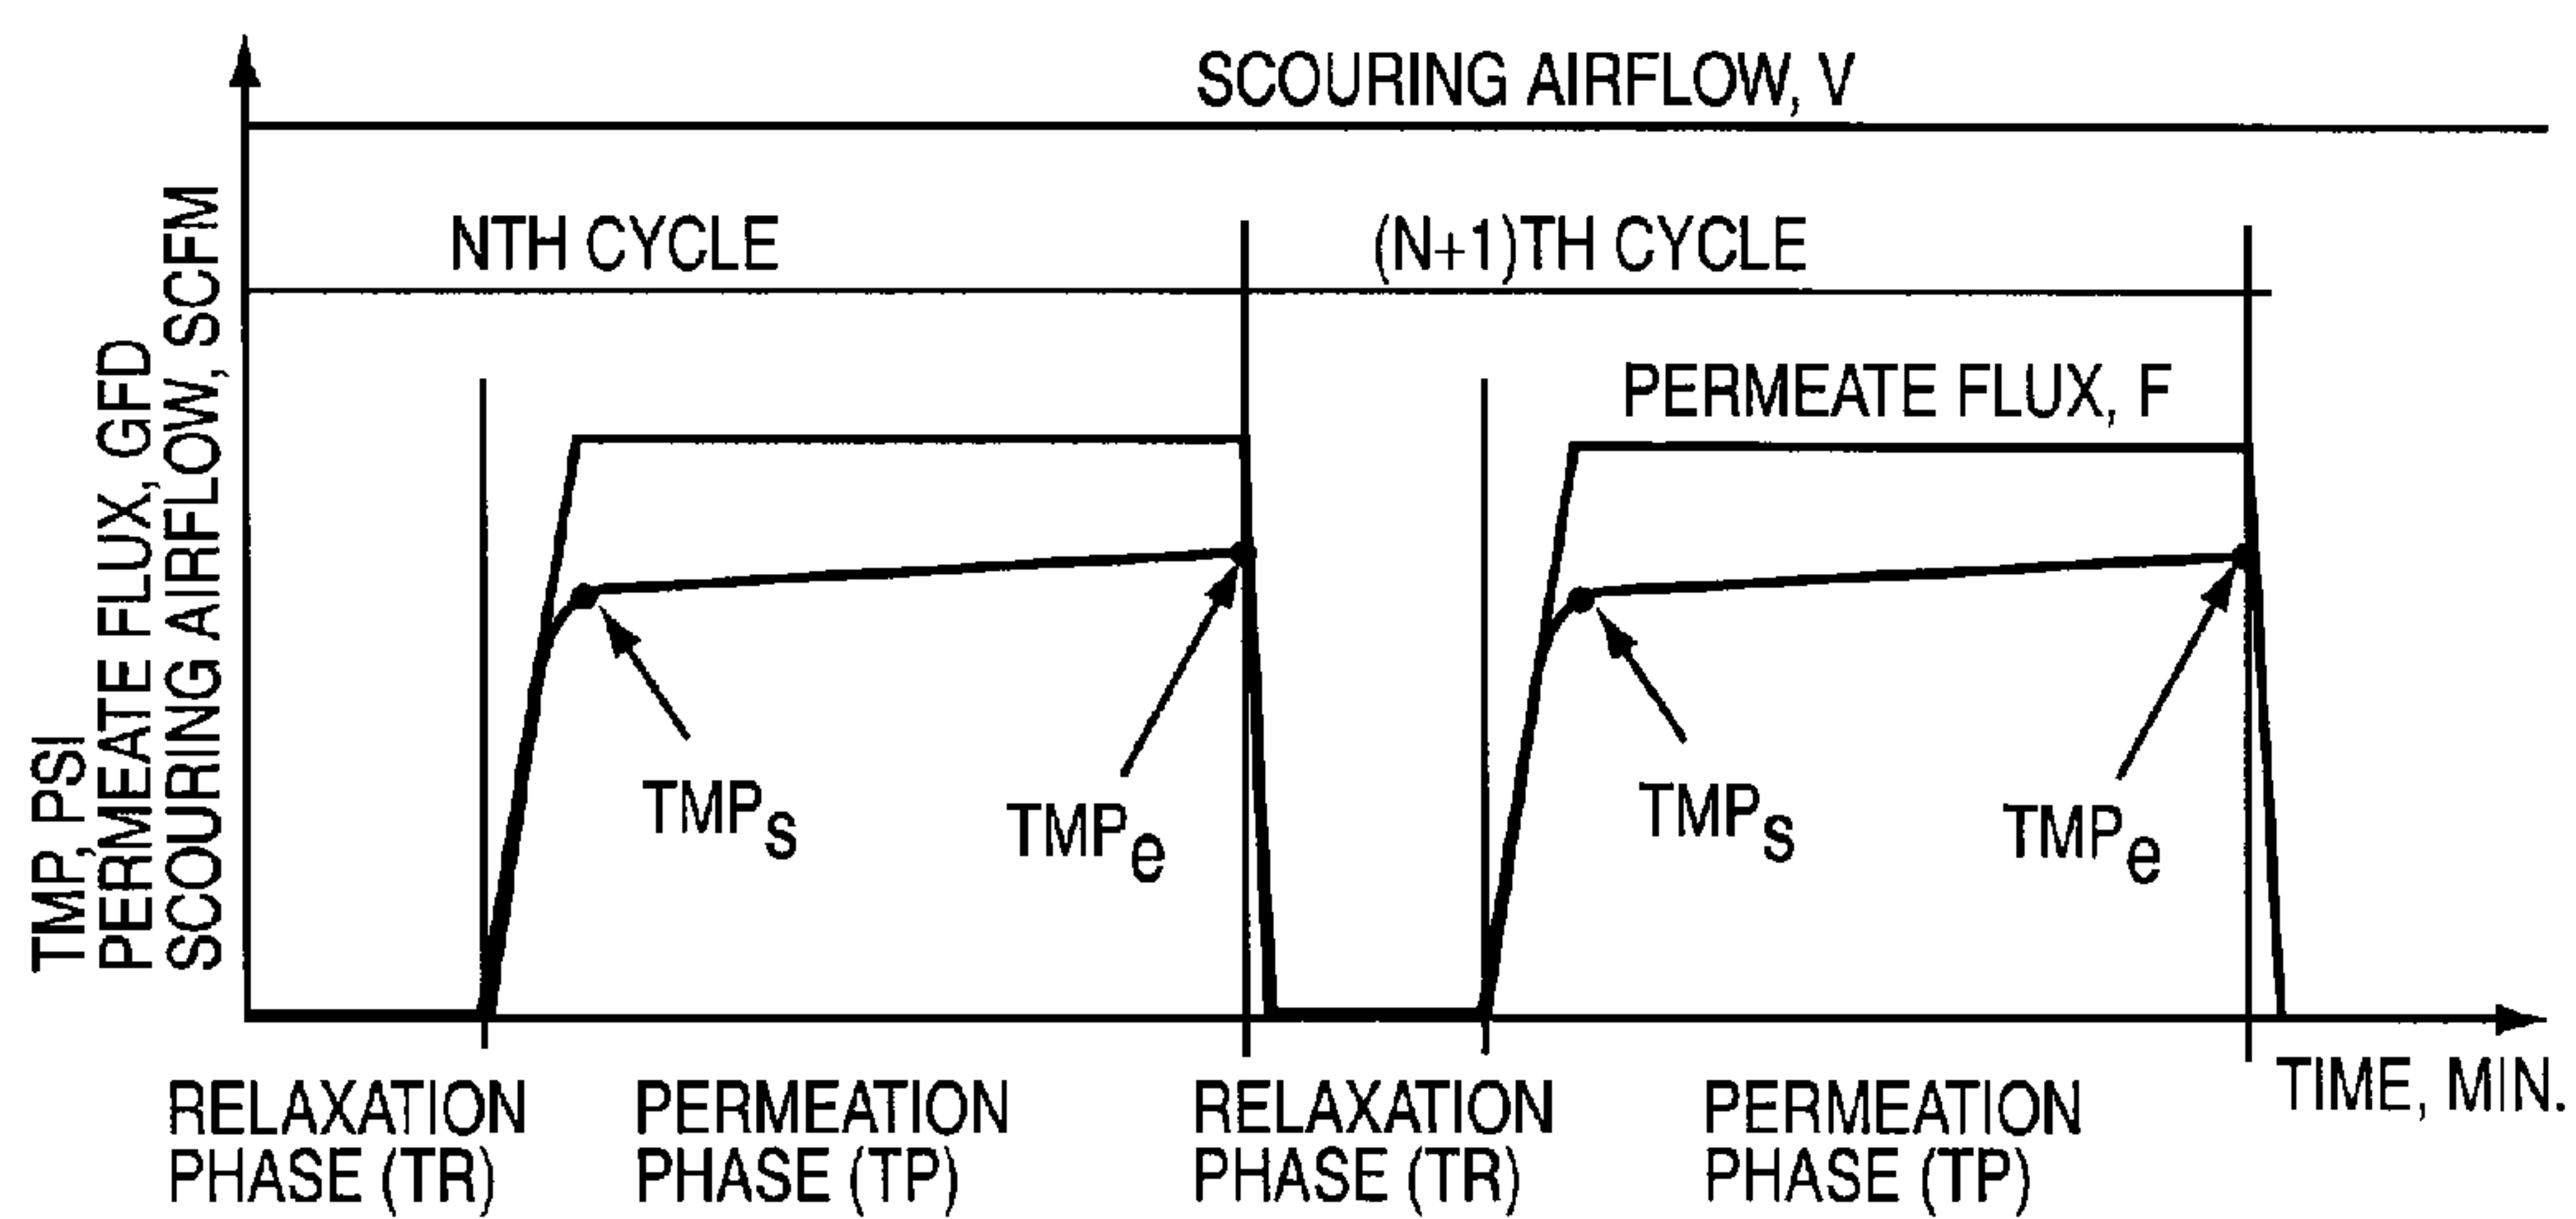 SCOURING AIRFLOW, V
NTH CYCLE
(N+1)TH CYCLE
PERMEATE FLUX, F
TMP, PSI
PERMEATE FLUX, GFD
SCOURING AIRFLOW, SCFM
TMPs
TMPe
TMPs
TMPe
RELAXATION
PHASE (TR)
PERMEATION
PHASE (TP)
RELAXATION
PHASE (TR)
PERMEATION
PHASE (TP)
TIME, MIN.